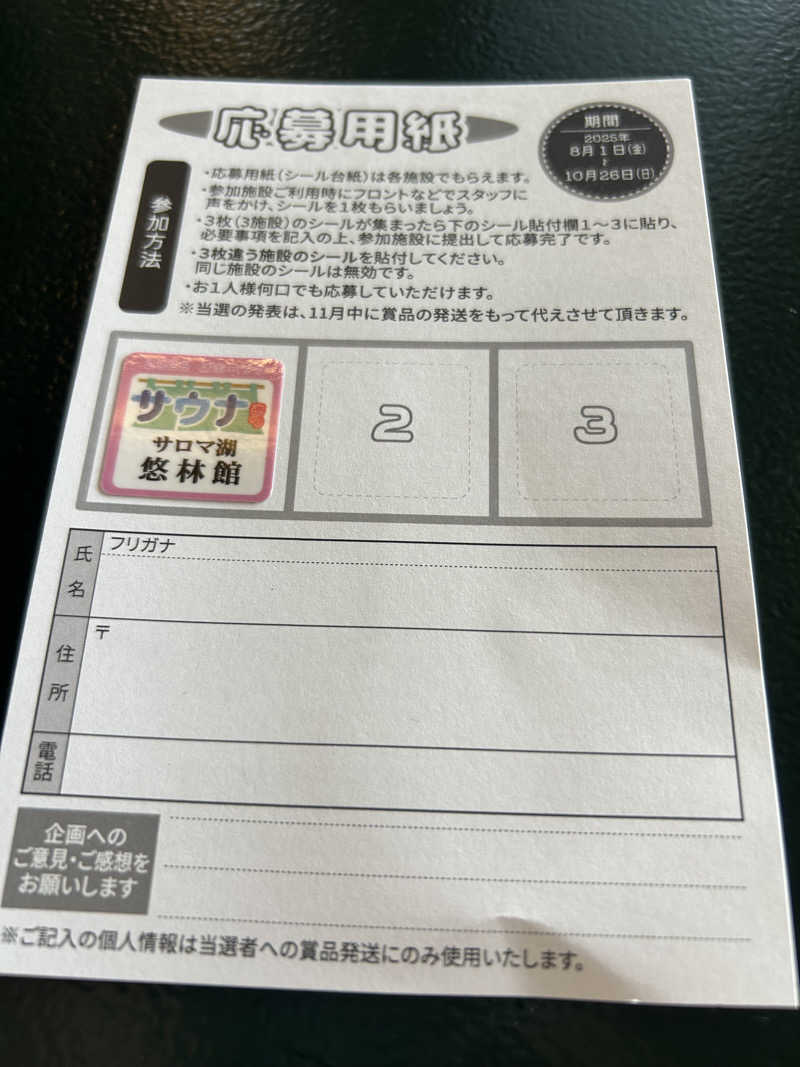 応募用紙
期間
2025年
8月1日(金)
〜
10月26日(日)
参加方法
・応募用紙(シール台紙)は各施設でもらえます。
・参加施設ご利用時にフロントなどでスタッフに
声をかけ、シールを1枚もらいましょう。
・3枚(3施設)のシールが集まったら下のシール貼付欄1〜3に貼り、
必要事項を記入の上、参加施設に提出して応募完了です。
・3枚違う施設のシールを貼付してください。
同じ施設のシールは無効です。
・お1人様何口でも応募していただけます。
※当選の発表は、11月中に賞品の発送をもって代えさせて頂きます。
サウナ
サロマ湖
悠林館
2
3
氏名
フリガナ
住所
〒
電話
企画への
ご意見・ご感想を
お願いします
※ご記入の個人情報は当選者への賞品発送にのみ使用いたします。